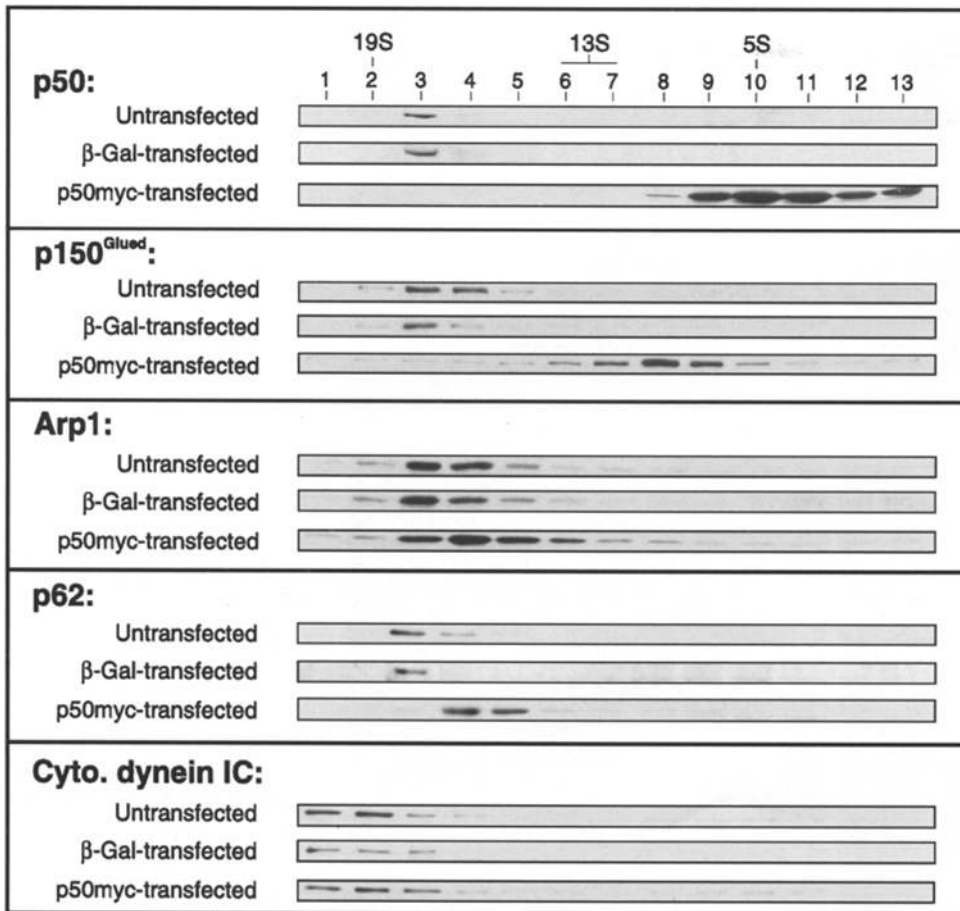 19S 13S 5S
1 2 3 4 5 6 7 8 9 10 11 12 13
p50:
Untransfected
β-Gal-transfected
p50myc-transfected
p150Glued:
Untransfected
β-Gal-transfected
p50myc-transfected
Arp1:
Untransfected
β-Gal-transfected
p50myc-transfected
p62:
Untransfected
β-Gal-transfected
p50myc-transfected
Cyto. dynein IC:
Untransfected
β-Gal-transfected
p50myc-transfected